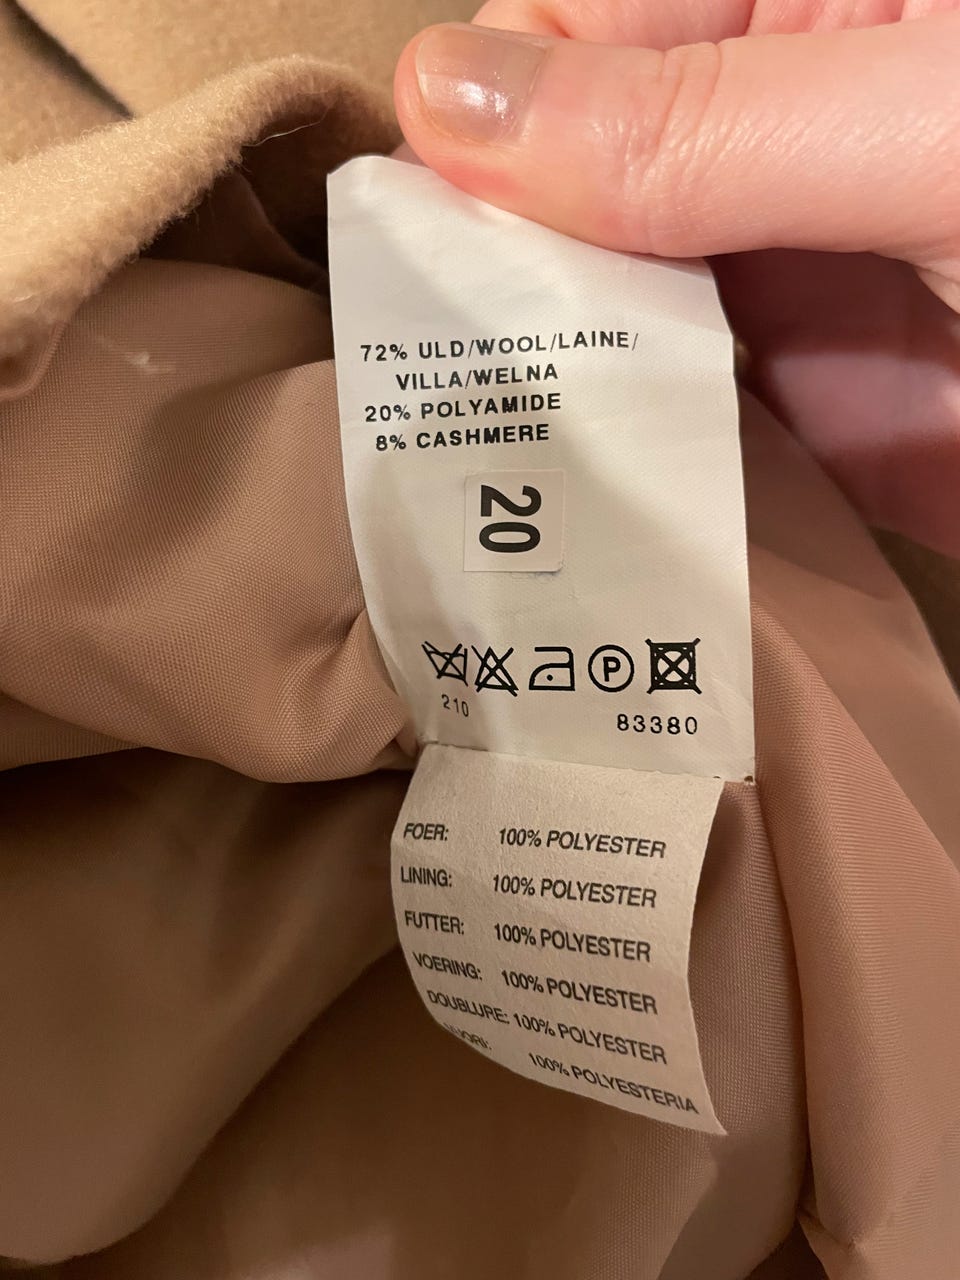 72% ULD/WOOL/LAINE/
VILLA/WELNA
20% POLYAMIDE
8% CASHMERE
20
P
210
83380
FOER: 100% POLYESTER
LINING: 100% POLYESTER
FUTTER: 100% POLYESTER
VOERING: 100% POLYESTER
DOUBLURE: 100% POLYESTER
100% POLYESTERIA